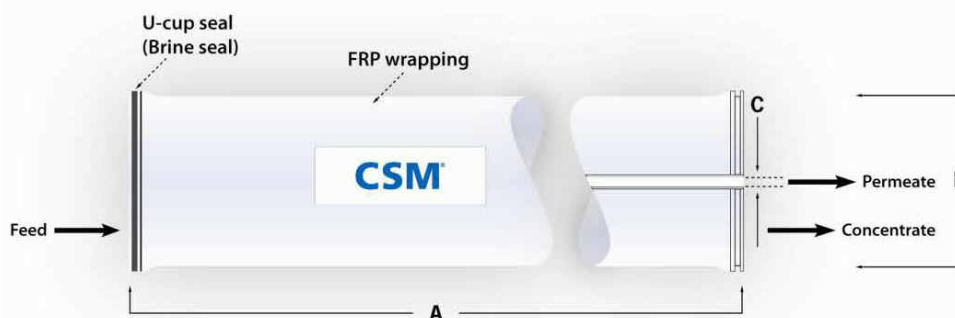 U-cup seal
(Brine seal)
FRP wrapping
C
CSM®
Permeate
Feed
Concentrate
A